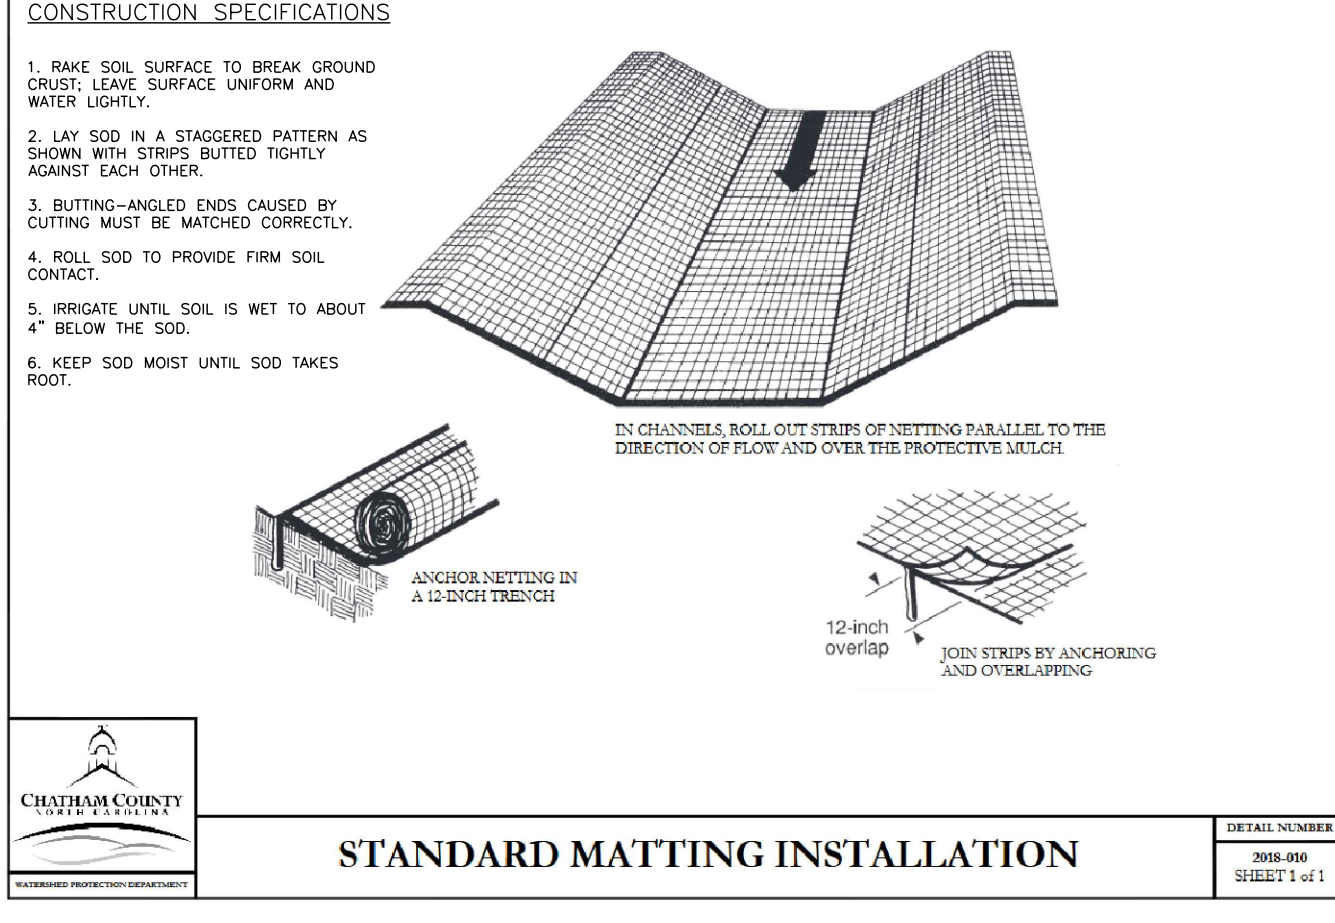 CONSTRUCTION SPECIFICATIONS
1. RAKE SOIL SURFACE TO BREAK GROUND
CRUST; LEAVE SURFACE UNIFORM AND
WATER LIGHTLY.
2. LAY SOD IN A STAGGERED PATTERN AS
SHOWN WITH STRIPS BUTTED TIGHTLY
AGAINST EACH OTHER.
3. BUTTING-ANGLED ENDS CAUSED BY
CUTTING MUST BE MATCHED CORRECTLY.
4. ROLL SOD TO PROVIDE FIRM SOIL
CONTACT.
5. IRRIGATE UNTIL SOIL IS WET TO ABOUT
4" BELOW THE SOD.
6. KEEP SOD MOIST UNTIL SOD TAKES
ROOT.
IN CHANNELS, ROLL OUT STRIPS OF NETTING PARALLEL TO THE
DIRECTION OF FLOW AND OVER THE PROTECTIVE MULCH.
ANCHOR NETTING IN
A 12-INCH TRENCH
12-inch
overlap
JOIN STRIPS BY ANCHORING
AND OVERLAPPING
CHATHAM COUNTY
NORTH CAROLINA
WATERSHED PROTECTION DEPARTMENT
STANDARD MATTING INSTALLATION
DETAIL NUMBER
2018-010
SHEET 1 of 1